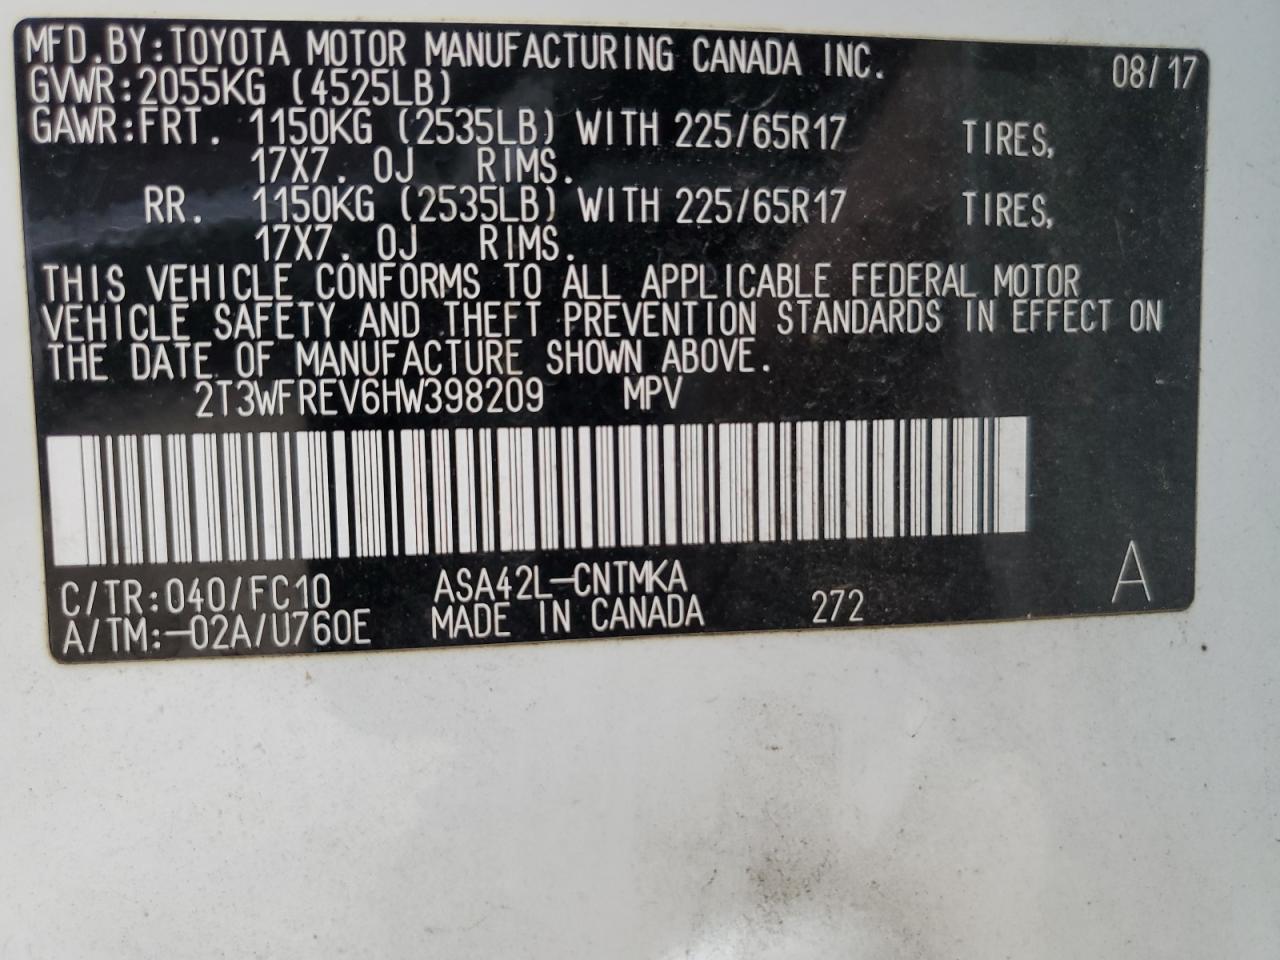 MFD.BY:TOYOTA MOTOR MANUFACTURING CANADA INC. 08/17
GVWR:2055KG (4525LB)
GAWR:FRT. 1150KG (2535LB) WITH 225/65R17 TIRES,
17X7.0J RIMS.
RR. 1150KG (2535LB) WITH 225/65R17 TIRES,
17X7.0J RIMS.
THIS VEHICLE CONFORMS TO ALL APPLICABLE FEDERAL MOTOR
VEHICLE SAFETY AND THEFT PREVENTION STANDARDS IN EFFECT ON
THE DATE OF MANUFACTURE SHOWN ABOVE.
2T3WFREV6HW398209 MPV
C/TR:040/FC10 ASA42L-CNTMKA A
A/TM:-02A/U760E MADE IN CANADA 272